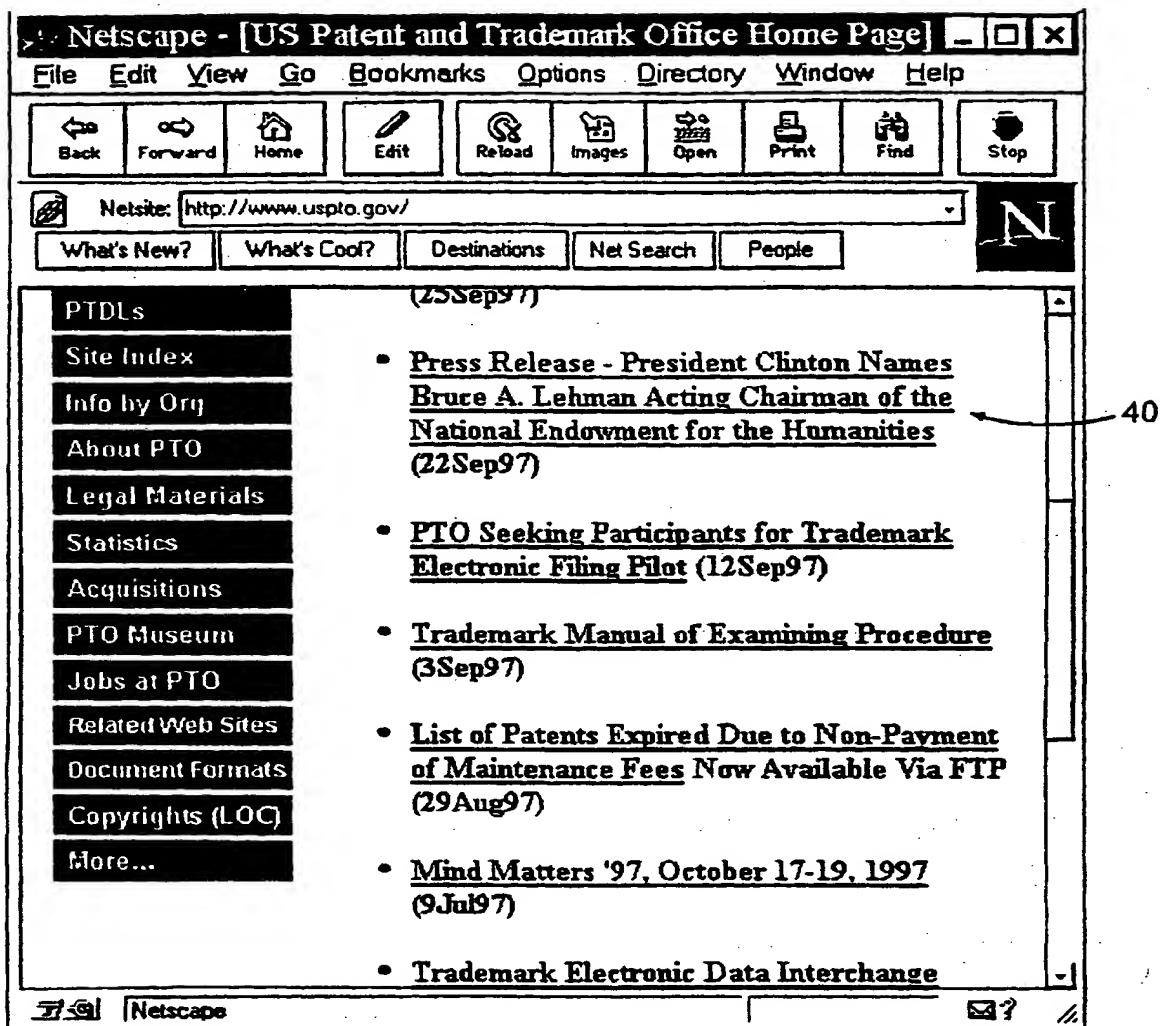 Netscape - [US Patent and Trademark Office Home Page]
File Edit View Go Bookmarks Options Directory Window Help
Back Forward Home Edit Reload Images Open Print Find Stop
Netsite: http://www.uspto.gov/
N
What's New? What's Cool? Destinations Net Search People
PTDLs
Site Index
Info by Org
About PTO
Legal Materials
Statistics
Acquisitions
PTO Museum
Jobs at PTO
Related Web Sites
Document Formats
Copyrights (LOC)
More...
(25Sep97)
• Press Release - President Clinton Names
Bruce A. Lehman Acting Chairman of the
National Endowment for the Humanities
(22Sep97)
40
• PTO Seeking Participants for Trademark
Electronic Filing Pilot (12Sep97)
• Trademark Manual of Examining Procedure
(3Sep97)
• List of Patents Expired Due to Non-Payment
of Maintenance Fees Now Available Via FTP
(29Aug97)
• Mind Matters '97, October 17-19, 1997
(9Jul97)
• Trademark Electronic Data Interchange
Netscape
?